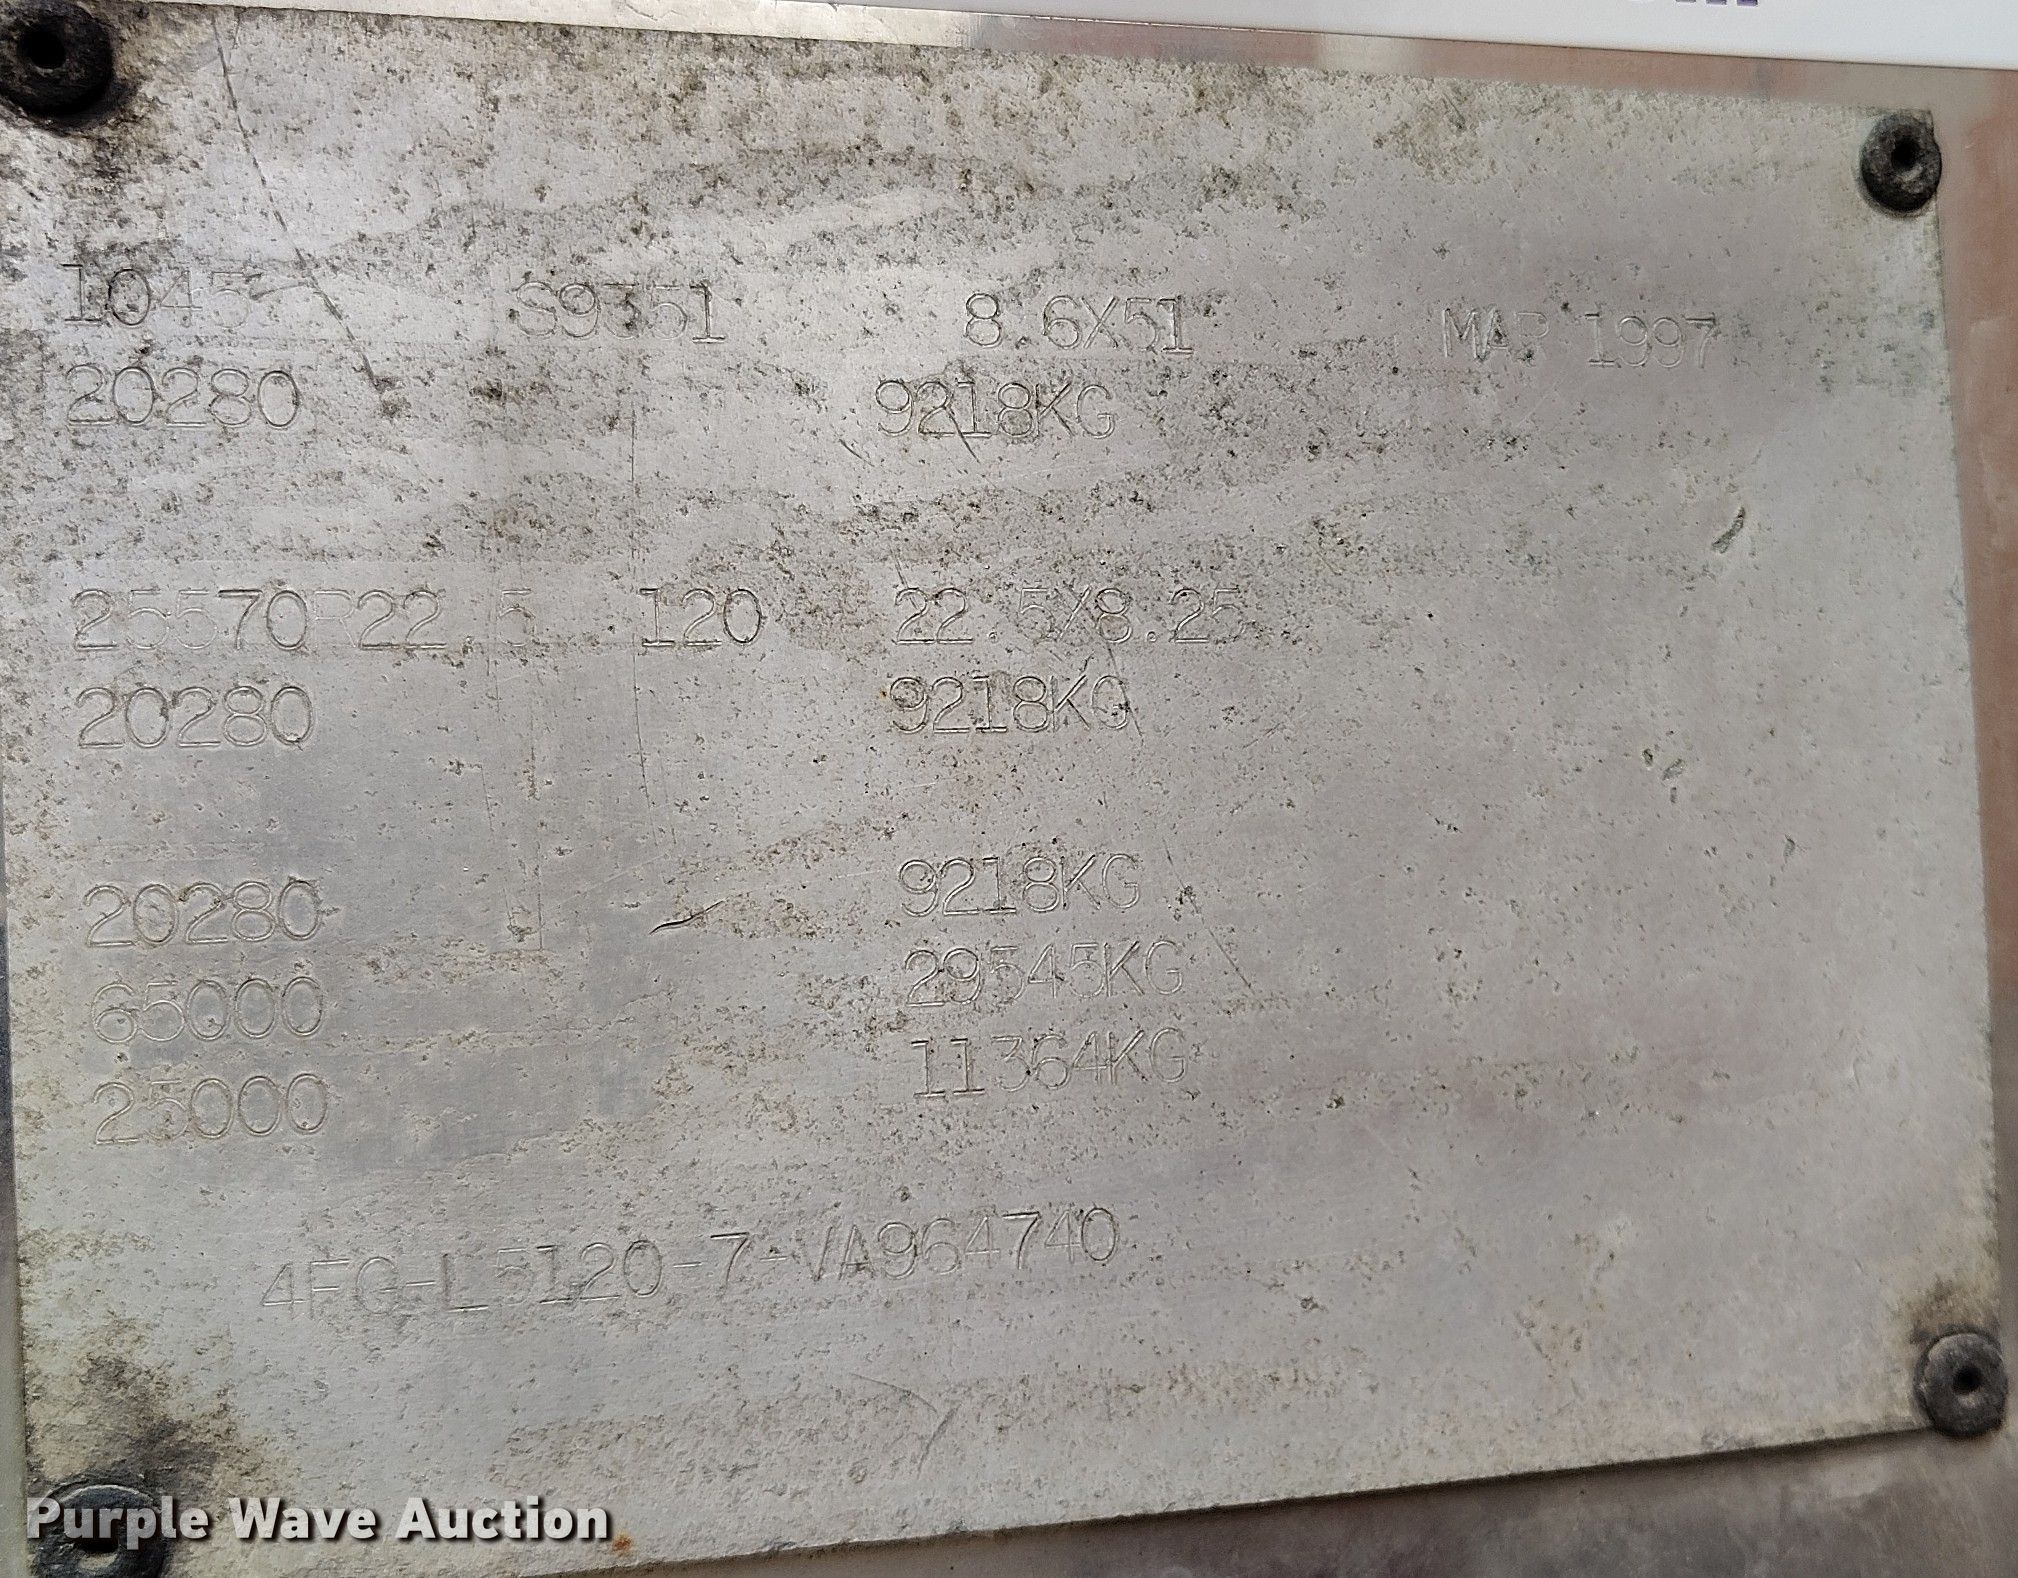 1045 S9351 8.6X51 MAR 1997
20280 9218KG
25570R22.5 120 22.5X8.25
20280 9218KG
20280 9218KG
65000 29545KG
25000 11364KG
4FG-L5120-7-VA964740
Purple Wave Auction